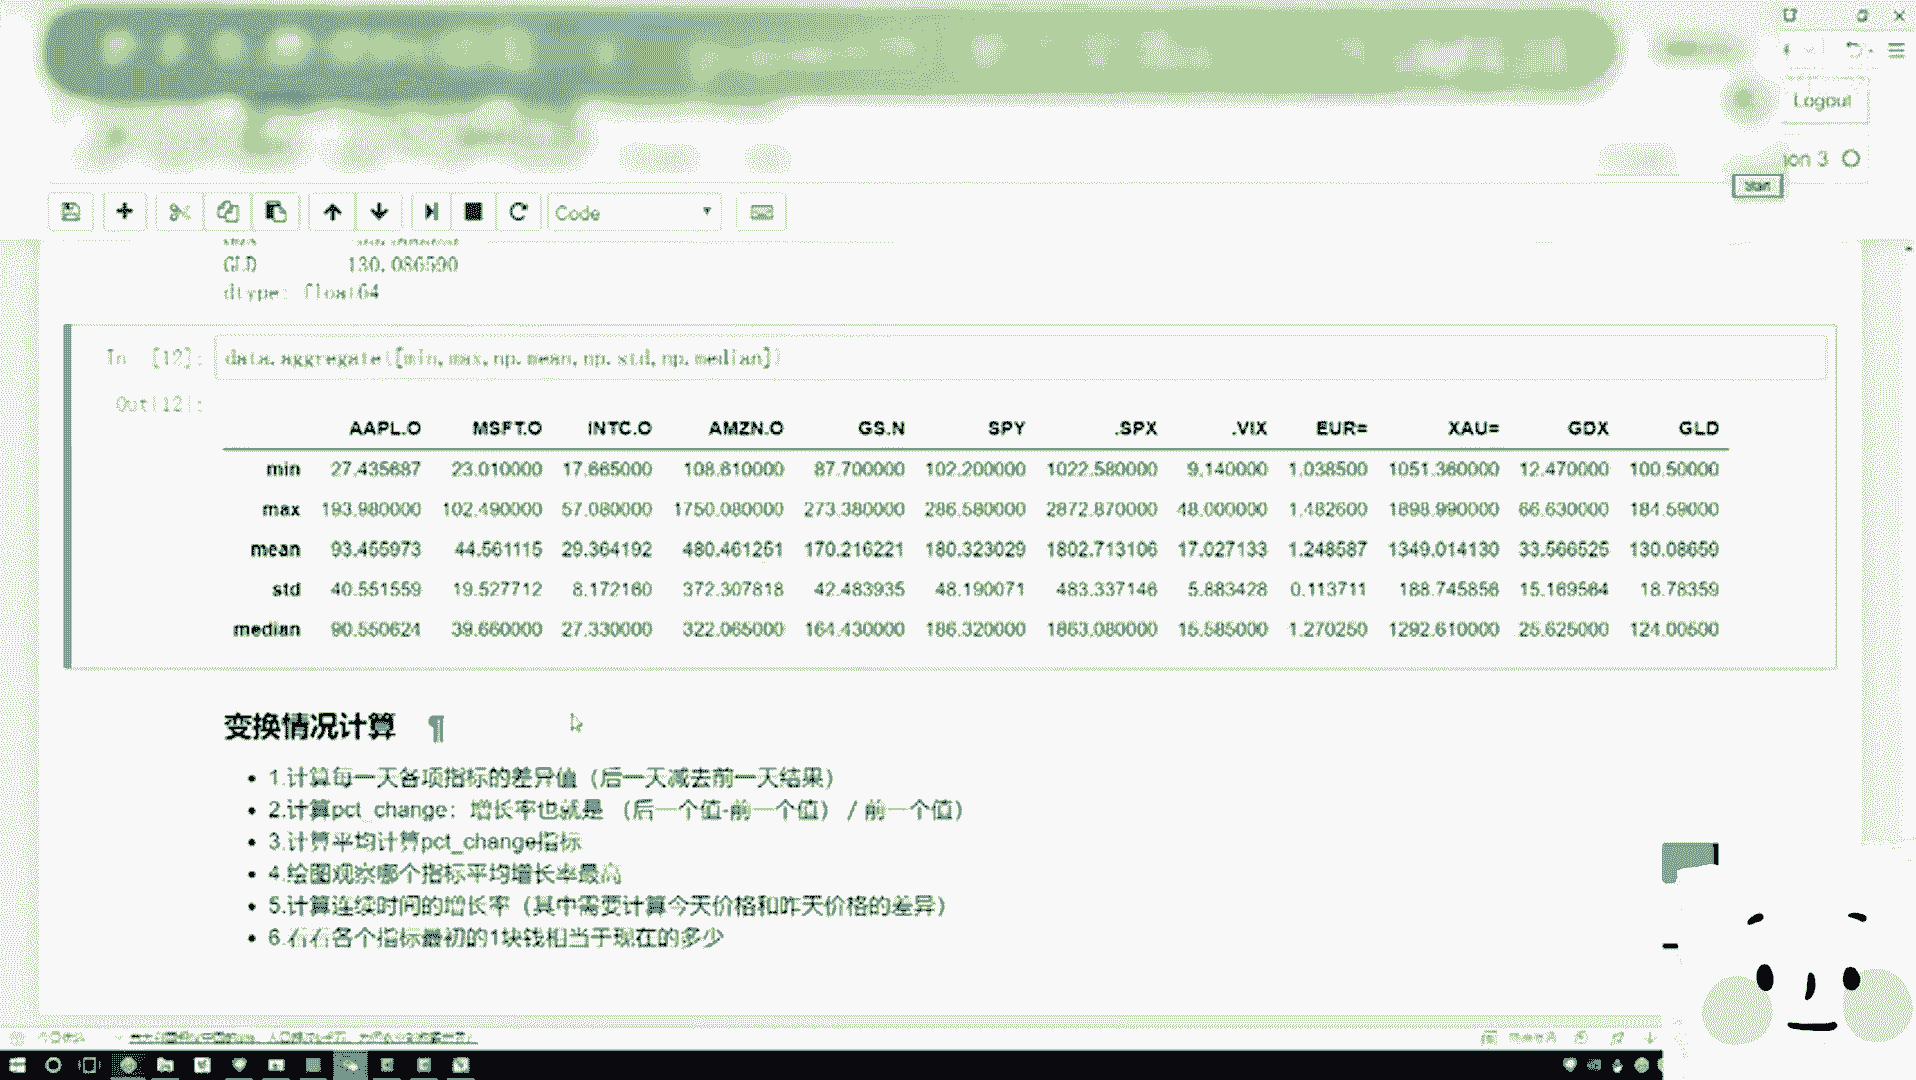 Logout
on 3
Start
Code
GLD 130.086590
dtype: float64
In [12]: data.aggregate([min,max,np.mean,np.std,np.median])
Out[12]:
AAPL.O MSFT.O INTC.O AMZN.O GS.N SPY .SPX .VIX EUR= XAU= GDX GLD
min 27.435687 23.010000 17.665000 108.610000 87.700000 102.200000 1022.580000 9.140000 1.038500 1051.360000 12.470000 100.50000
max 193.980000 102.490000 57.080000 1750.080000 273.380000 286.580000 2872.870000 48.000000 1.482600 1898.990000 66.630000 184.59000
mean 93.455973 44.561115 29.364192 480.461251 170.216221 180.323029 1802.713106 17.027133 1.248587 1349.014130 33.566525 130.08659
std 40.551559 19.527712 8.172160 372.307818 42.483935 48.190071 483.337146 5.883428 0.113711 188.745856 15.169564 18.78359
median 90.550624 39.660000 27.330000 322.065000 164.430000 186.320000 1863.080000 15.585000 1.270250 1292.610000 25.625000 124.00500
变换情况计算 ¶
1.计算每一天各项指标的差异值（后一天减去前一天结果）
2.计算pct_change：增长率也就是 （后一个值-前一个值）/ 前一个值）
3.计算平均计算pct_change指标
4.绘图观察哪个指标平均增长率最高
5.计算连续时间的增长率（其中需要计算今天价格和昨天价格的差异）
6.看看各个指标最初的1块钱相当于现在的多少